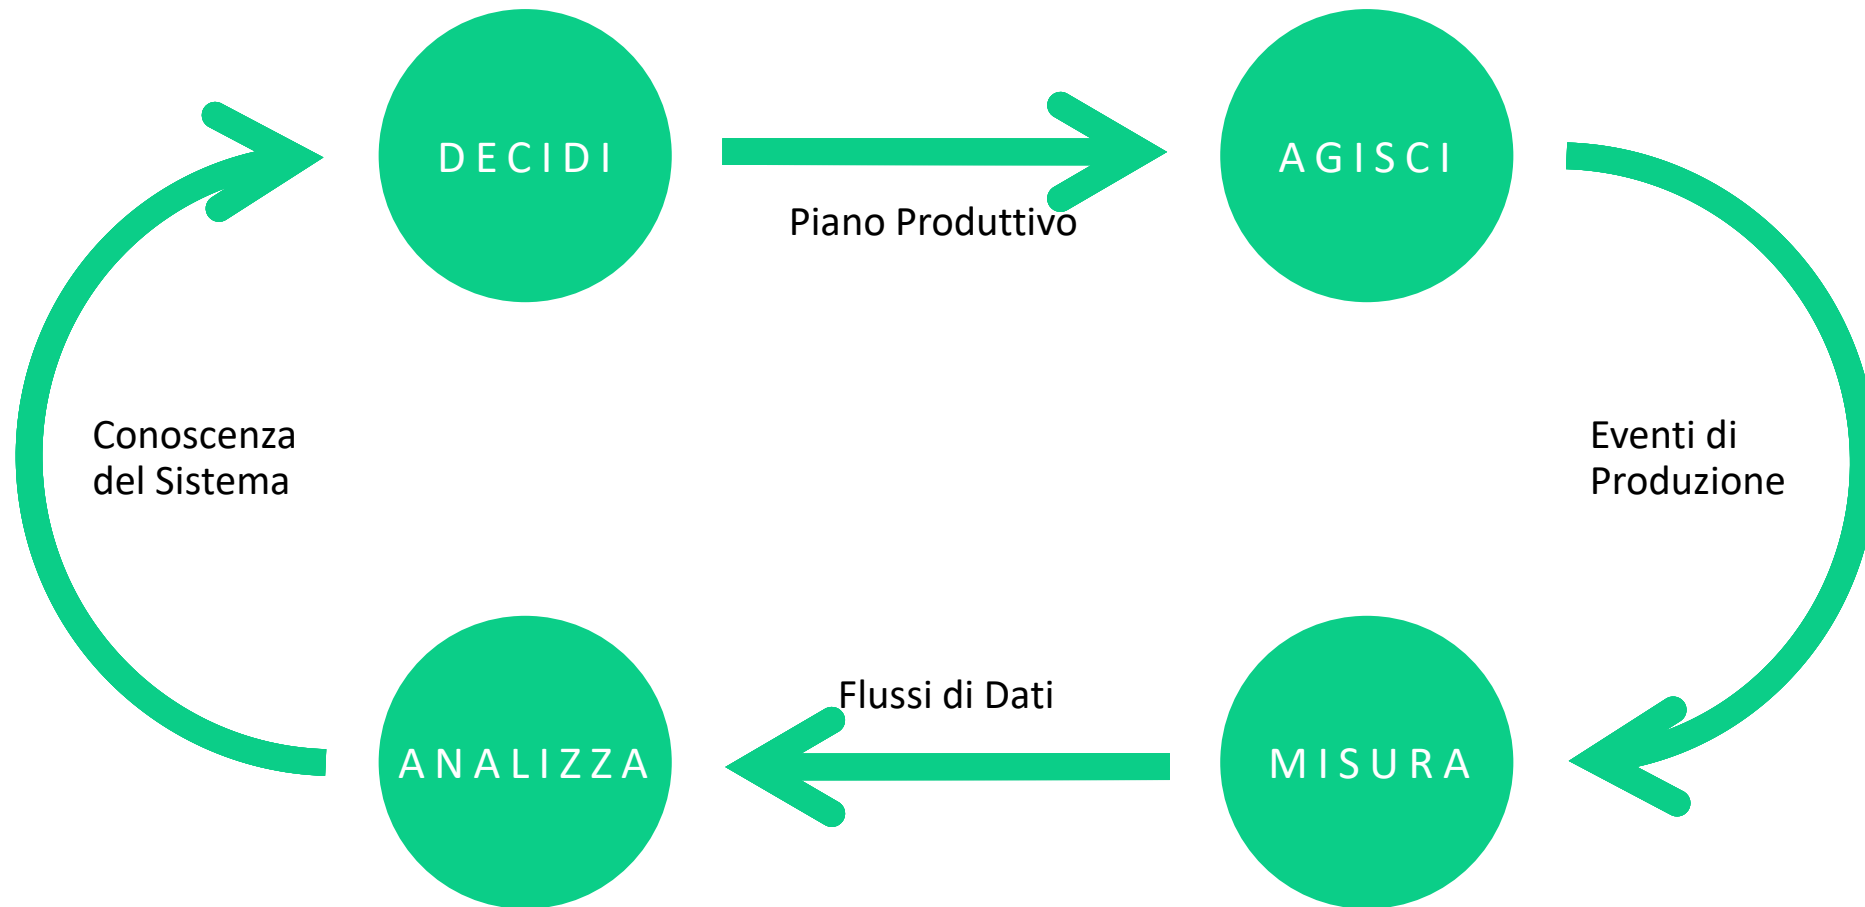 DECIDI
AGISCI
Piano Produttivo
Conoscenza
del Sistema
Eventi di
Produzione
Flussi di Dati
ANALIZZA
MISURA